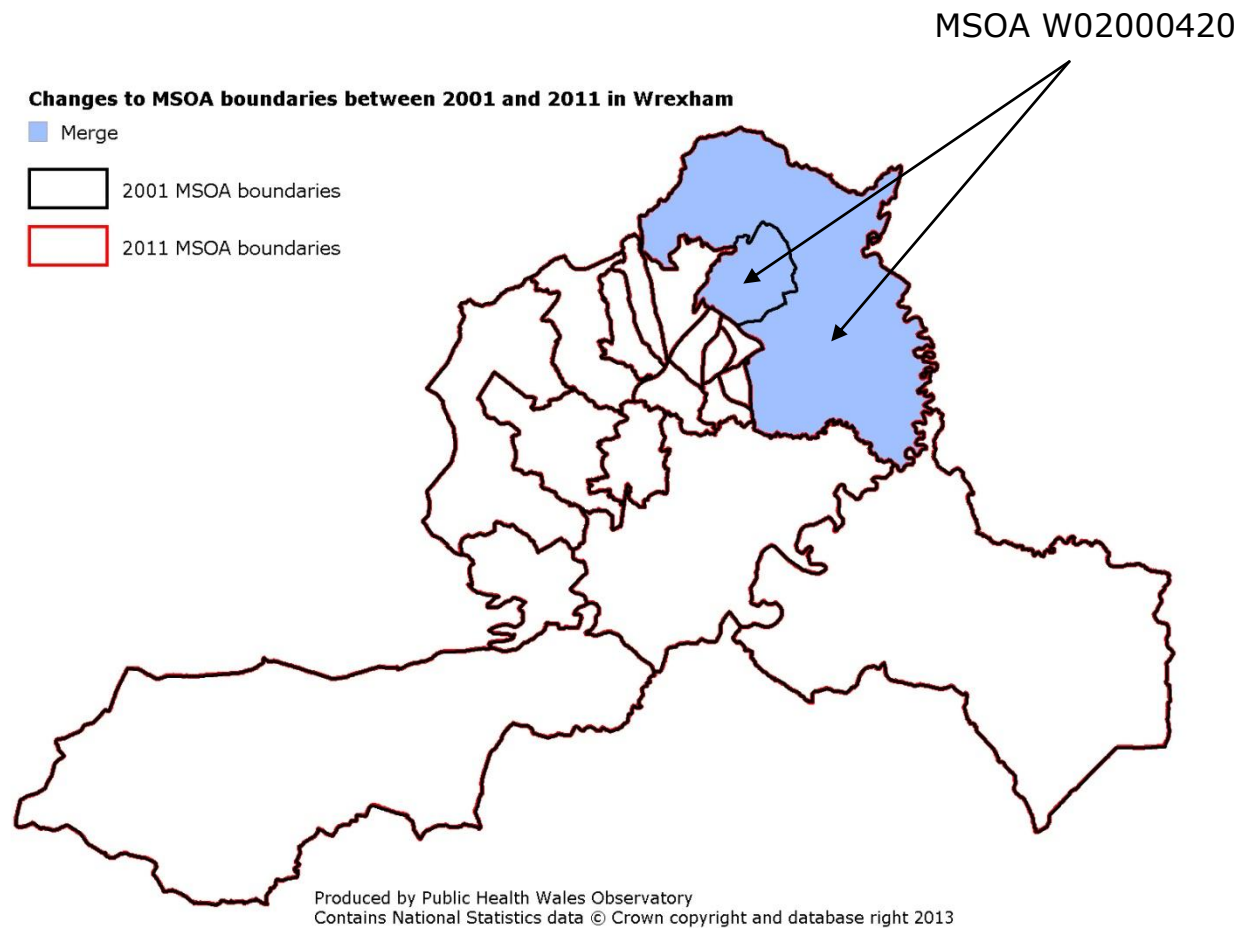 MSOA W02000420
Changes to MSOA boundaries between 2001 and 2011 in Wrexham
Merge
2001 MSOA boundaries
2011 MSOA boundaries
Produced by Public Health Wales Observatory
Contains National Statistics data © Crown copyright and database right 2013